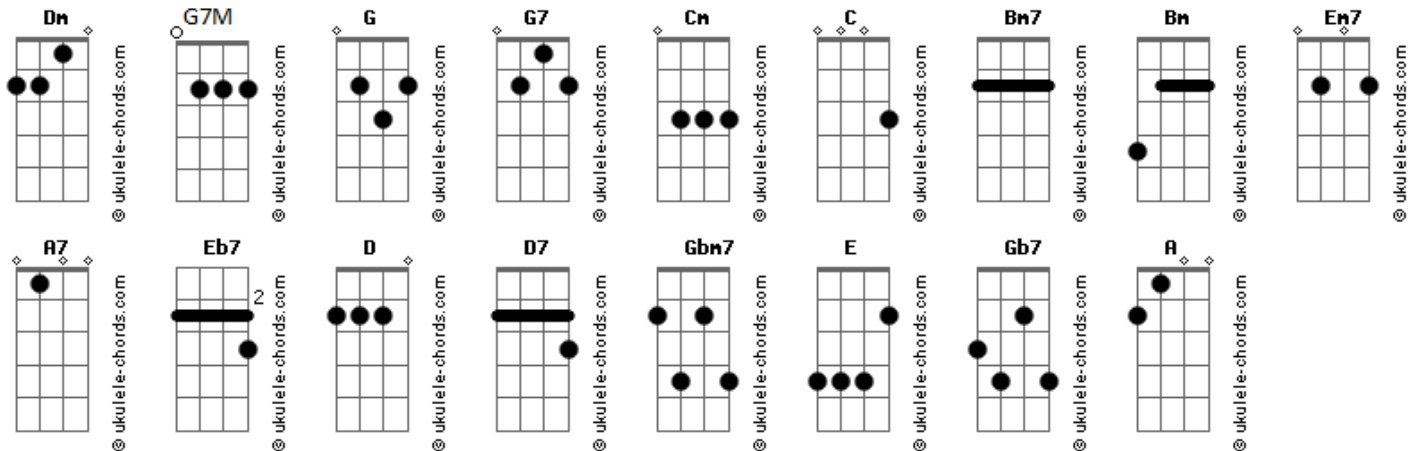 Dm G7M G G7 Cm C Bm7 Bm Em7
© ukulele-chords.com © ukulele-chords.com © ukulele-chords.com © ukulele-chords.com © ukulele-chords.com © ukulele-chords.com © ukulele-chords.com © ukulele-chords.com © ukulele-chords.com
A7 Eb7 D D7 Gbm7 E Gb7 A
2
© ukulele-chords.com © ukulele-chords.com © ukulele-chords.com © ukulele-chords.com © ukulele-chords.com © ukulele-chords.com © ukulele-chords.com © ukulele-chords.com